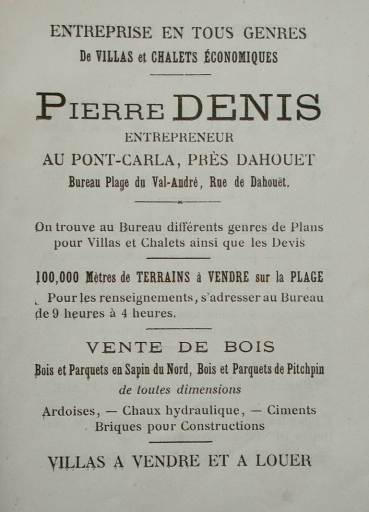 ENTREPRISE EN TOUS GENRES
De VILLAS et CHALETS ÉCONOMIQUES
PIERRE DENIS
ENTREPRENEUR
AU PONT-CARLA, PRÈS DAHOUET
Bureau Plage du Val-André, Rue de Dahouët.
On trouve au Bureau différents genres de Plans
pour Villas et Chalets ainsi que les Devis
100,000 Mètres de TERRAINS à VENDRE sur la PLAGE
Pour les renseignements, s'adresser au Bureau
de 9 heures à 4 heures.
VENTE DE BOIS
Bois et Parquets en Sapin du Nord, Bois et Parquets de Pitchpin
de toutes dimensions
Ardoises, — Chaux hydraulique, — Ciments
Briques pour Constructions
VILLAS A VENDRE ET A LOUER